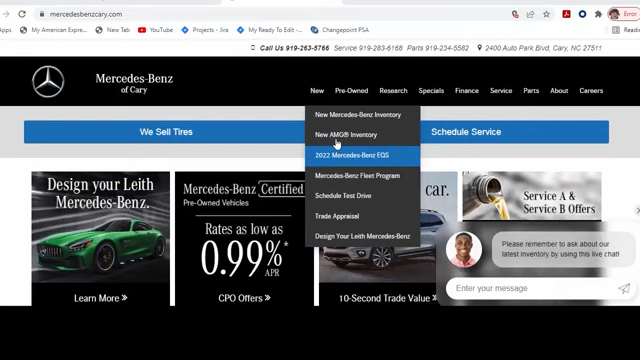 mercedesbenzcary.com
Error
Apps
My American Expre...
New Tab
YouTube
Projects - Jira
My Ready To Edit -...
Changepoint PSA
Readi
Call Us 919-263-5766 Service 919-283-6168 Parts 919-234-5582 2400 Auto Park Blvd, Cary, NC 27511
Mercedes-Benz
of Cary
New Pre-Owned Research Specials Finance Service Parts About Careers
New Mercedes-Benz Inventory
New AMG® Inventory
2022 Mercedes-Benz EQS
Mercedes-Benz Fleet Program
Schedule Test Drive
Trade Appraisal
Design Your Leith Mercedes-Benz
We Sell Tires
Schedule Service
Design your Leith
Mercedes-Benz.
Learn More »
Mercedes-Benz Certified
Pre-Owned Vehicles
Rates as low as
0.99%*
APR
CPO Offers »
car.
10-Second Trade Value »
Service A &
Service B Offers
Please remember to ask about our
latest inventory by using this live chat!
Enter your message